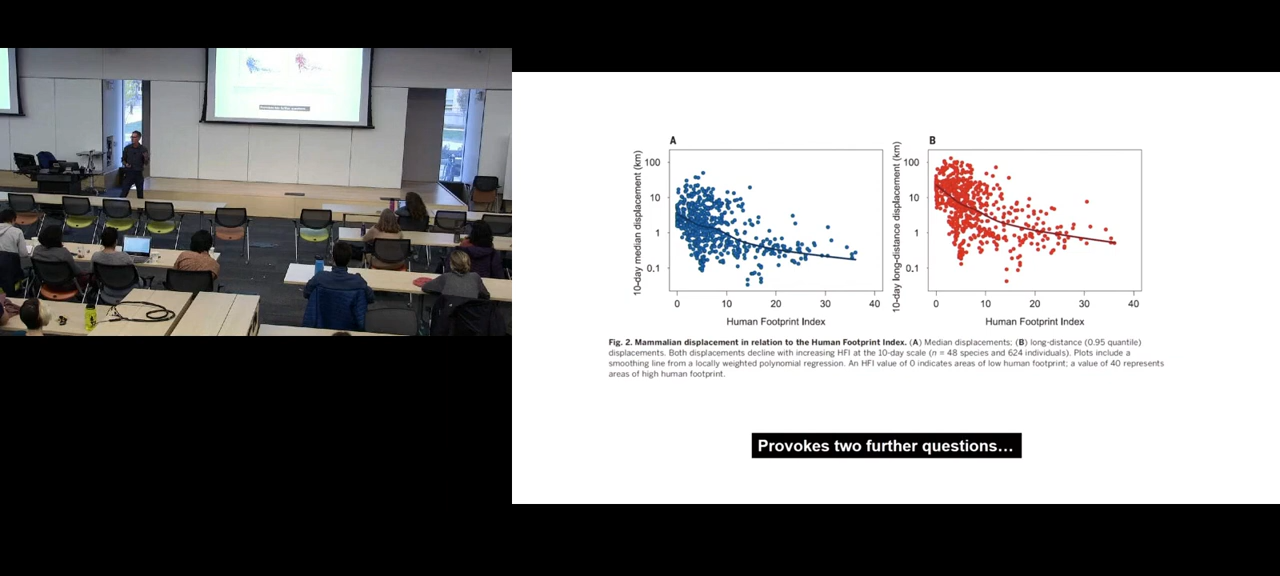 A
10-day median displacement (km)
100
10
1
0.1
0 10 20 30 40
Human Footprint Index
B
10-day long-distance displacement (km)
100
10
1
0.1
0 10 20 30 40
Human Footprint Index
Fig. 2. Mammalian displacement in relation to the Human Footprint Index. (A) Median displacements; (B) long-distance (0.95 quantile)
displacements. Both displacements decline with increasing HFI at the 10-day scale (n = 48 species and 624 individuals). Plots include a
smoothing line from a locally weighted polynomial regression. An HFI value of 0 indicates areas of low human footprint; a value of 40 represents
areas of high human footprint.
Provokes two further questions…